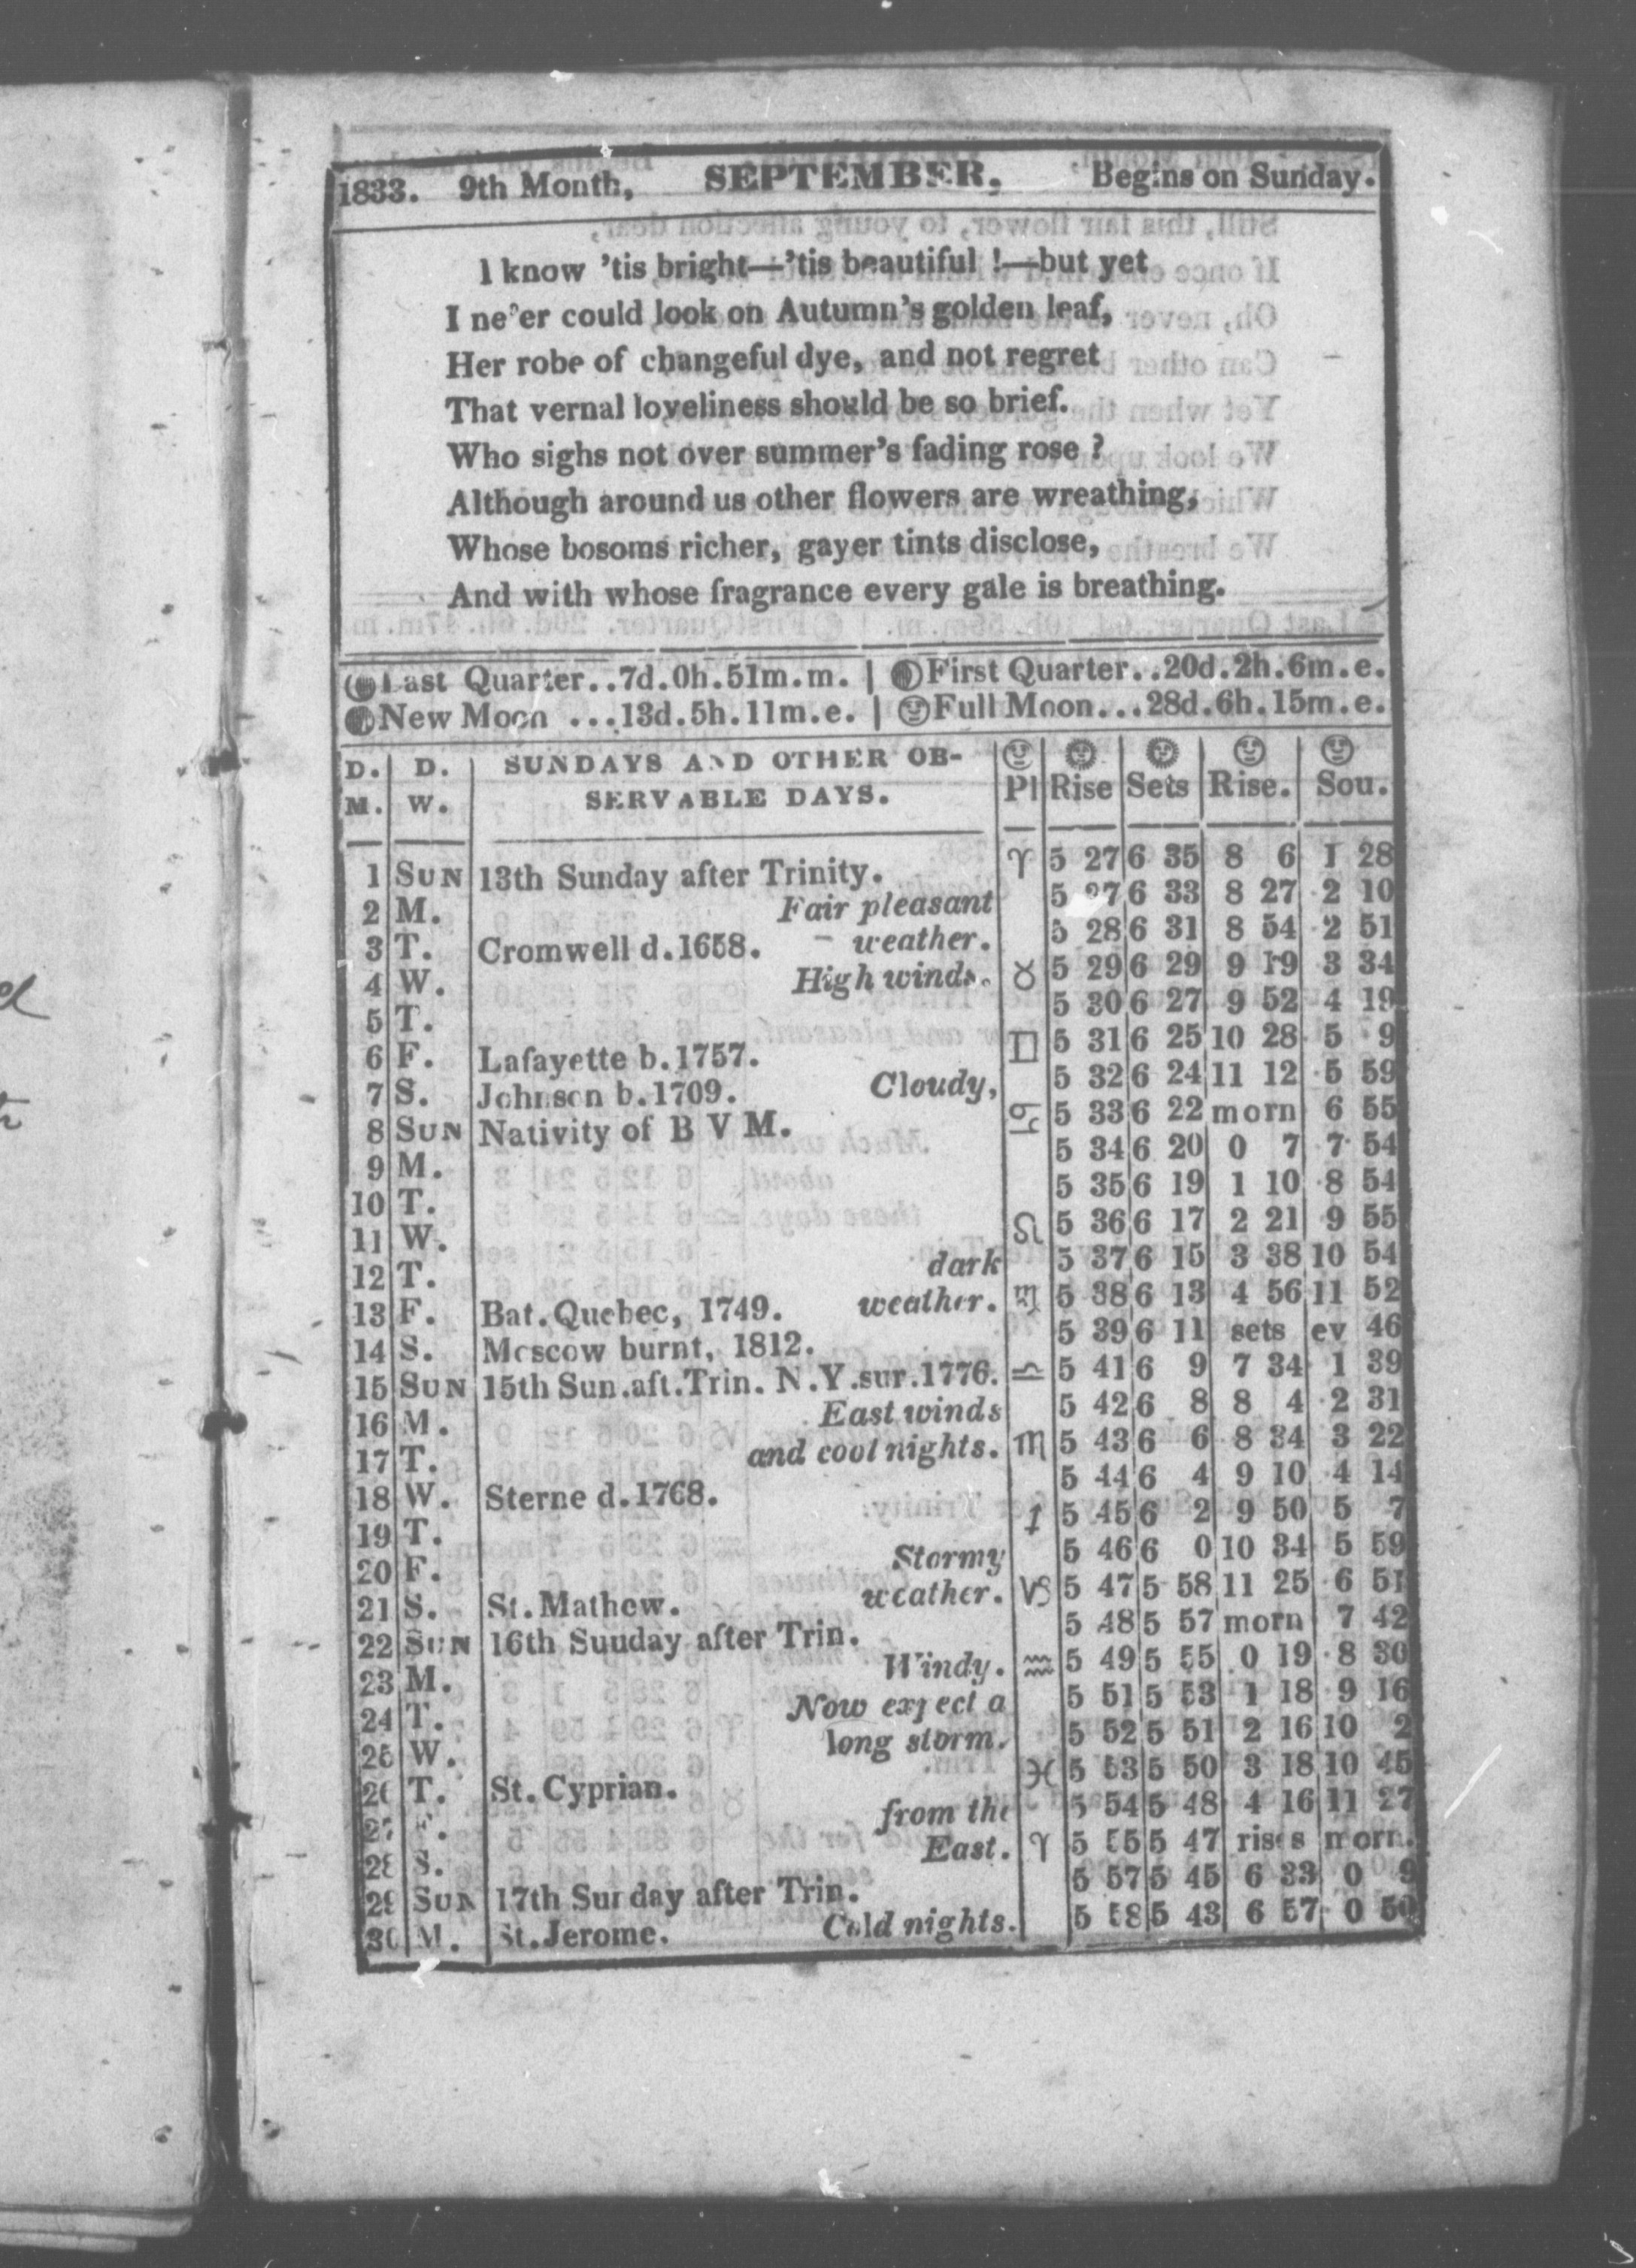 1833. 9th Month, SEPTEMBER, Begins on Sunday.
I know 'tis bright—'tis beautiful!—but yet
I ne'er could look on Autumn's golden leaf,
Her robe of changeful dye, and not regret
That vernal loveliness should be so brief.
Who sighs not over summer's fading rose?
Although around us other flowers are wreathing,
Whose bosoms richer, gayer tints disclose,
And with whose fragrance every gale is breathing.
Last Quarter..7d.0h.51m.m. | First Quarter..20d.2h.6m.e.
New Moon ...13d.5h.11m.e. | Full Moon...28d.6h.15m.e.
D. D. SUNDAYS AND OTHER OB-
M. W. SERVABLE DAYS. Pl Rise Sets Rise. Sou.
1 SUN 13th Sunday after Trinity. ♈ 5 27 6 35 8 6 1 28
2 M. Fair pleasant 5 27 6 33 8 27 2 10
3 T. Cromwell d.1658. weather. 5 28 6 31 8 54 2 51
4 W. High winds. ♉ 5 29 6 29 9 19 3 34
5 T. 5 30 6 27 9 52 4 19
6 F. Lafayette b.1757. ♊ 5 31 6 25 10 28 5 9
7 S. Johnson b.1709. Cloudy, 5 32 6 24 11 12 5 59
8 SUN Nativity of B V M. ♋ 5 33 6 22 morn 6 55
9 M. 5 34 6 20 0 7 7 54
10 T. 5 35 6 19 1 10 8 54
11 W. ♌ 5 36 6 17 2 21 9 55
12 T. dark 5 37 6 15 3 38 10 54
13 F. Bat.Quebec, 1749. weather. ♍ 5 38 6 13 4 56 11 52
14 S. Moscow burnt, 1812. 5 39 6 11 sets ev 46
15 SUN 15th Sun.aft.Trin. N.Y.sur.1776. ♎ 5 41 6 9 7 34 1 39
16 M. East winds 5 42 6 8 8 4 2 31
17 T. and cool nights. ♏ 5 43 6 6 8 34 3 22
18 W. Sterne d.1768. 5 44 6 4 9 10 4 14
19 T. ♐ 5 45 6 2 9 50 5 7
20 F. Stormy 5 46 6 0 10 34 5 59
21 S. St.Mathew. weather. ♑ 5 47 5 58 11 25 6 51
22 SUN 16th Suuday after Trin. 5 48 5 57 morn 7 42
23 M. Windy. ♒ 5 49 5 55 0 19 8 30
24 T. Now expect a 5 51 5 53 1 18 9 16
25 W. long storm. 5 52 5 51 2 16 10 2
26 T. St.Cyprian. ♓ 5 53 5 50 3 18 10 45
27 F. from the 5 54 5 48 4 16 11 27
28 S. East. ♈ 5 55 5 47 rises morn.
29 SUN 17th Sunday after Trin. 5 57 5 45 6 33 0 9
30 M. St.Jerome. Cold nights. 5 58 5 43 6 57 0 50